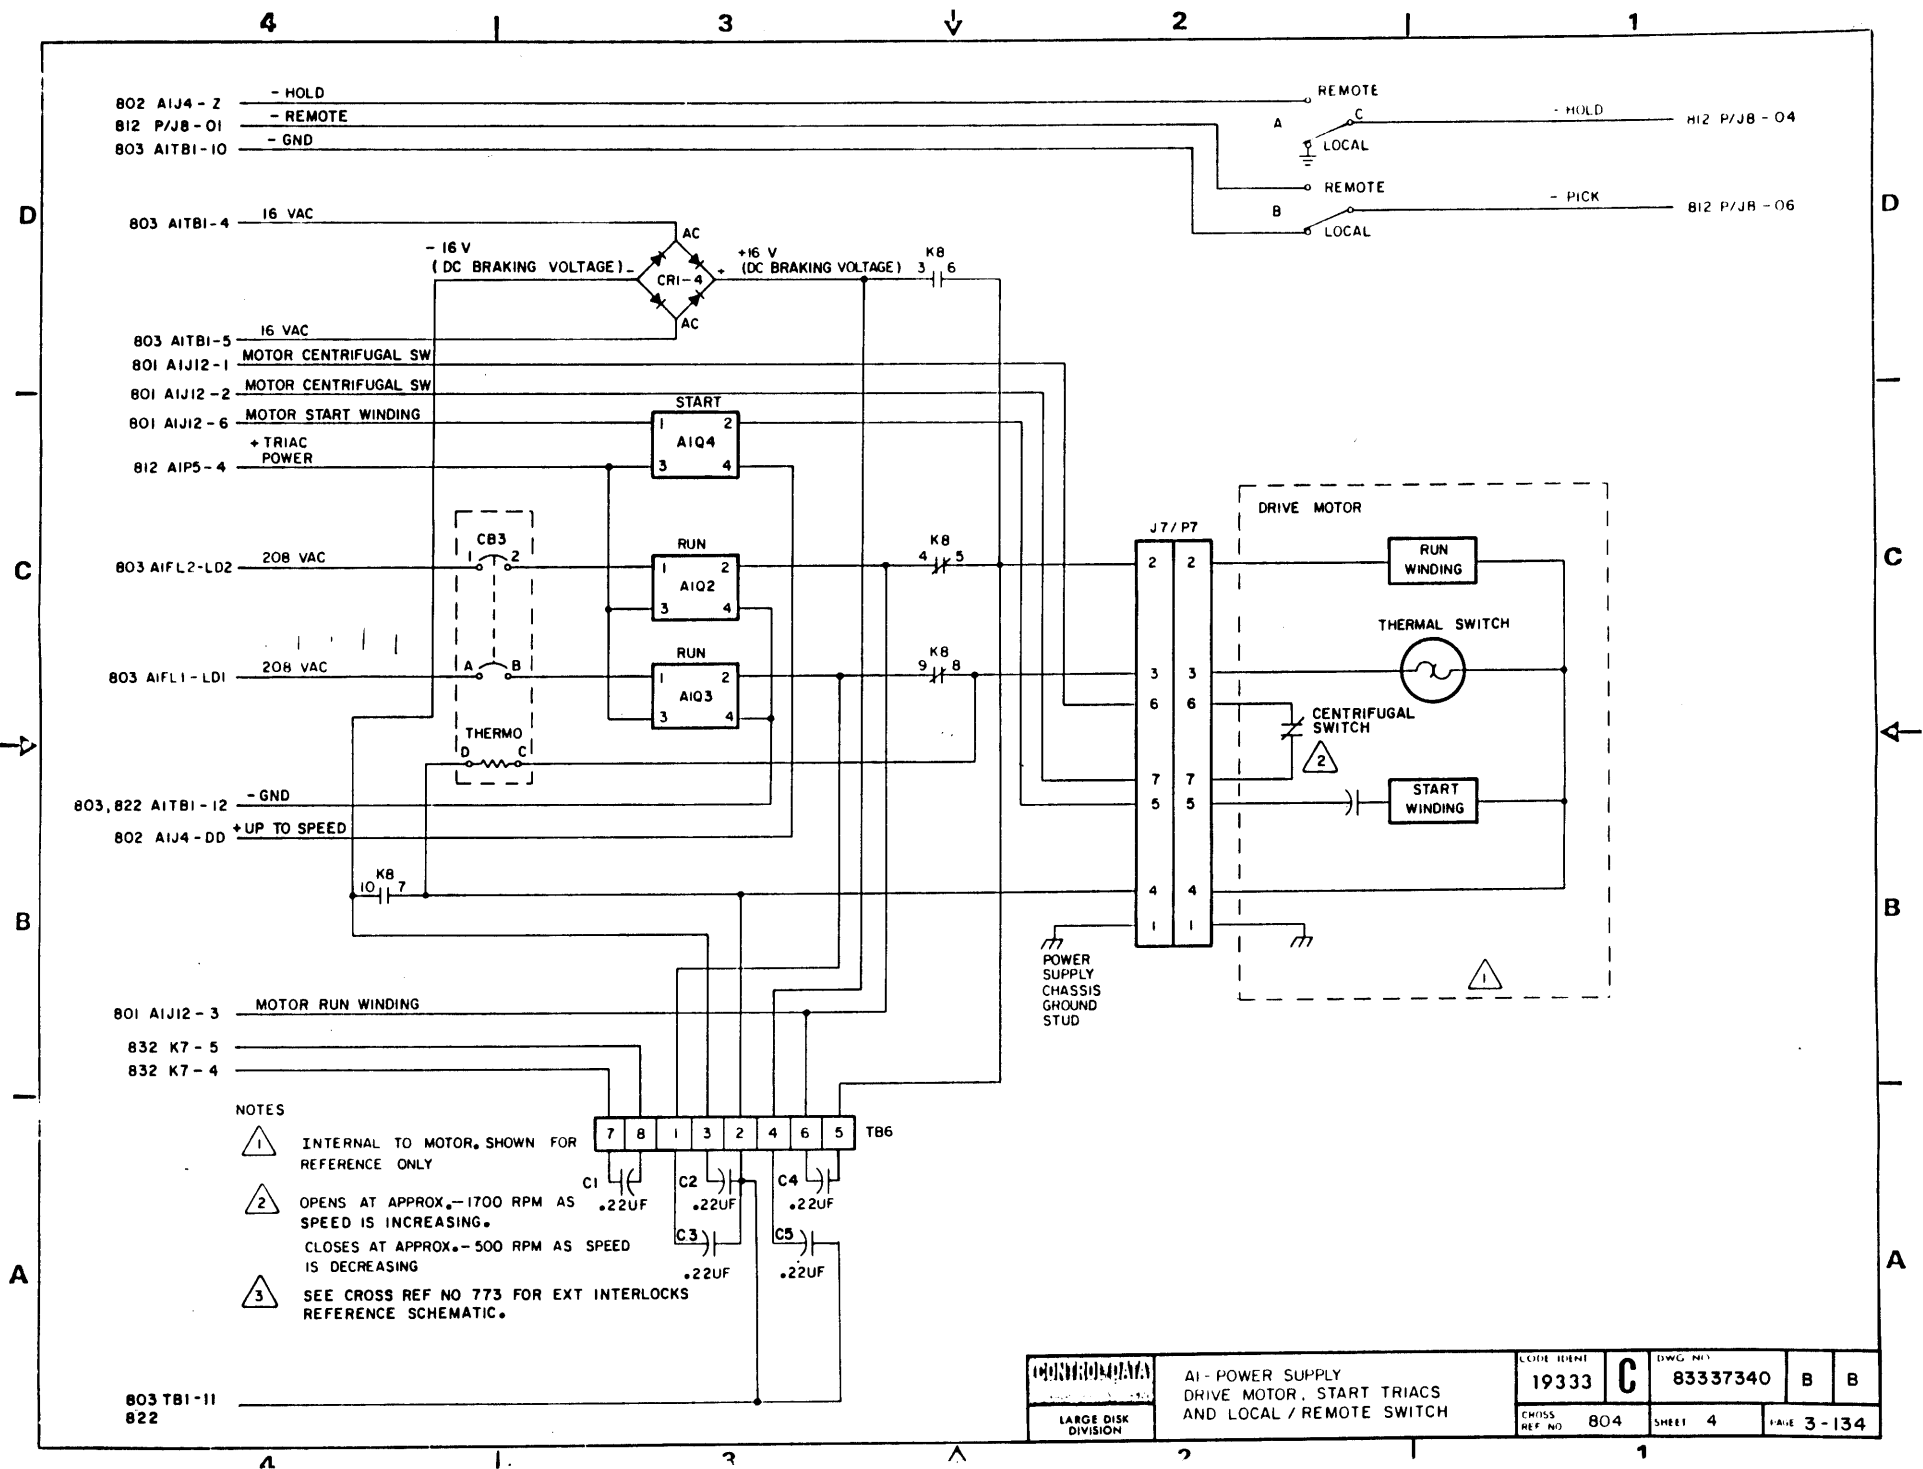 4 3 2 1
802 A1J4 - Z - HOLD REMOTE
812 P/J8 - 01 - REMOTE A C - HOLD 812 P/J8 - 04
803 A1TB1 - 10 - GND LOCAL
REMOTE
D 803 A1TB1 - 4 16 VAC AC B - PICK 812 P/J8 - 06 D
LOCAL
- 16 V +16 V K8
(DC BRAKING VOLTAGE) - CR1-4 + (DC BRAKING VOLTAGE) 3 6
AC
803 A1TB1 - 5 16 VAC
801 A1J12 - 1 MOTOR CENTRIFUGAL SW
801 A1J12 - 2 MOTOR CENTRIFUGAL SW
START
801 A1J12 - 6 MOTOR START WINDING 1 2
A1Q4
+ TRIAC
POWER
812 A1P5 - 4 3 4
DRIVE MOTOR
J7/P7
CB3 RUN K8 RUN
C 803 A1FL2-LD2 208 VAC 1 2 1 2 4 5 2 2 WINDING C
A1Q2
3 4
THERMAL SWITCH
RUN K8
803 A1FL1 - LD1 208 VAC A B 1 2 9 8 3 3
A1Q3
3 4 6 6 CENTRIFUGAL
SWITCH
THERMO 2
D C
7 7 START
803,822 A1TB1 - 12 - GND 5 5 WINDING
802 A1J4 - DD + UP TO SPEED
K8
10 7 4 4
B 1 1 B
POWER
SUPPLY
CHASSIS
GROUND
STUD
1
801 A1J12 - 3 MOTOR RUN WINDING
832 K7 - 5
832 K7 - 4
NOTES
7 8 1 3 2 4 6 5 TB6
1 INTERNAL TO MOTOR. SHOWN FOR
REFERENCE ONLY
C1 C2 C4
.22UF .22UF .22UF
2 OPENS AT APPROX.-1700 RPM AS
SPEED IS INCREASING.
CLOSES AT APPROX.-500 RPM AS SPEED
IS DECREASING
C3 C5
.22UF .22UF
A A
3 SEE CROSS REF NO 773 FOR EXT INTERLOCKS
REFERENCE SCHEMATIC.
803 TB1 - 11
822
CONTROL DATA
LARGE DISK
DIVISION
A1 - POWER SUPPLY
DRIVE MOTOR, START TRIACS
AND LOCAL / REMOTE SWITCH
CODE IDENT
19333
C
DWG NO
83337340
B B
CROSS
REF NO 804
SHEET 4
PAGE 3 - 134
4 3 2 1